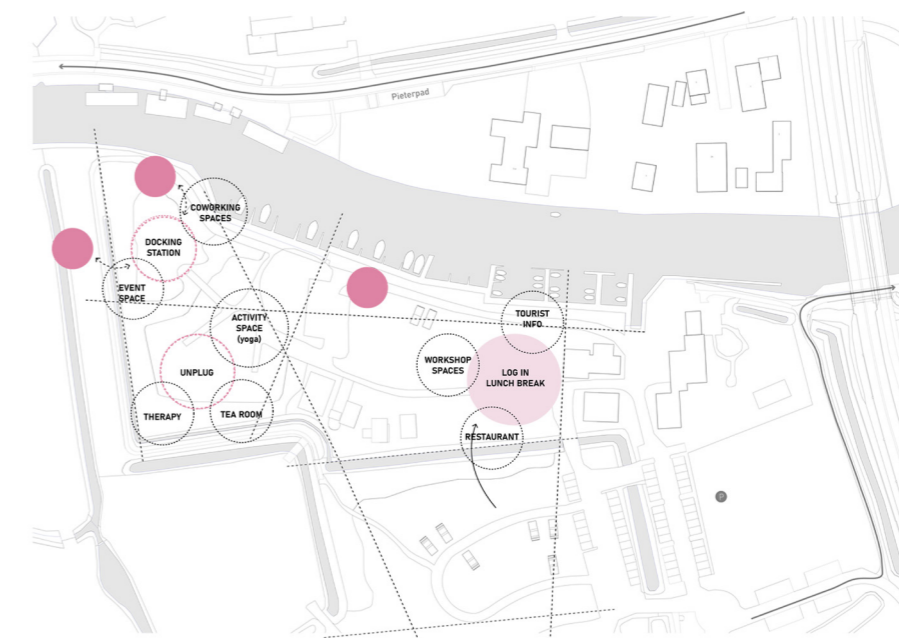 Pieterpad
COWORKING
SPACES
DOCKING
STATION
EVENT
SPACE
ACTIVITY
SPACE
(yoga)
TOURIST
INFO
WORKSHOP
SPACES
LOG IN
LUNCH BREAK
UNPLUG
THERAPY
TEA ROOM
RESTAURANT
P